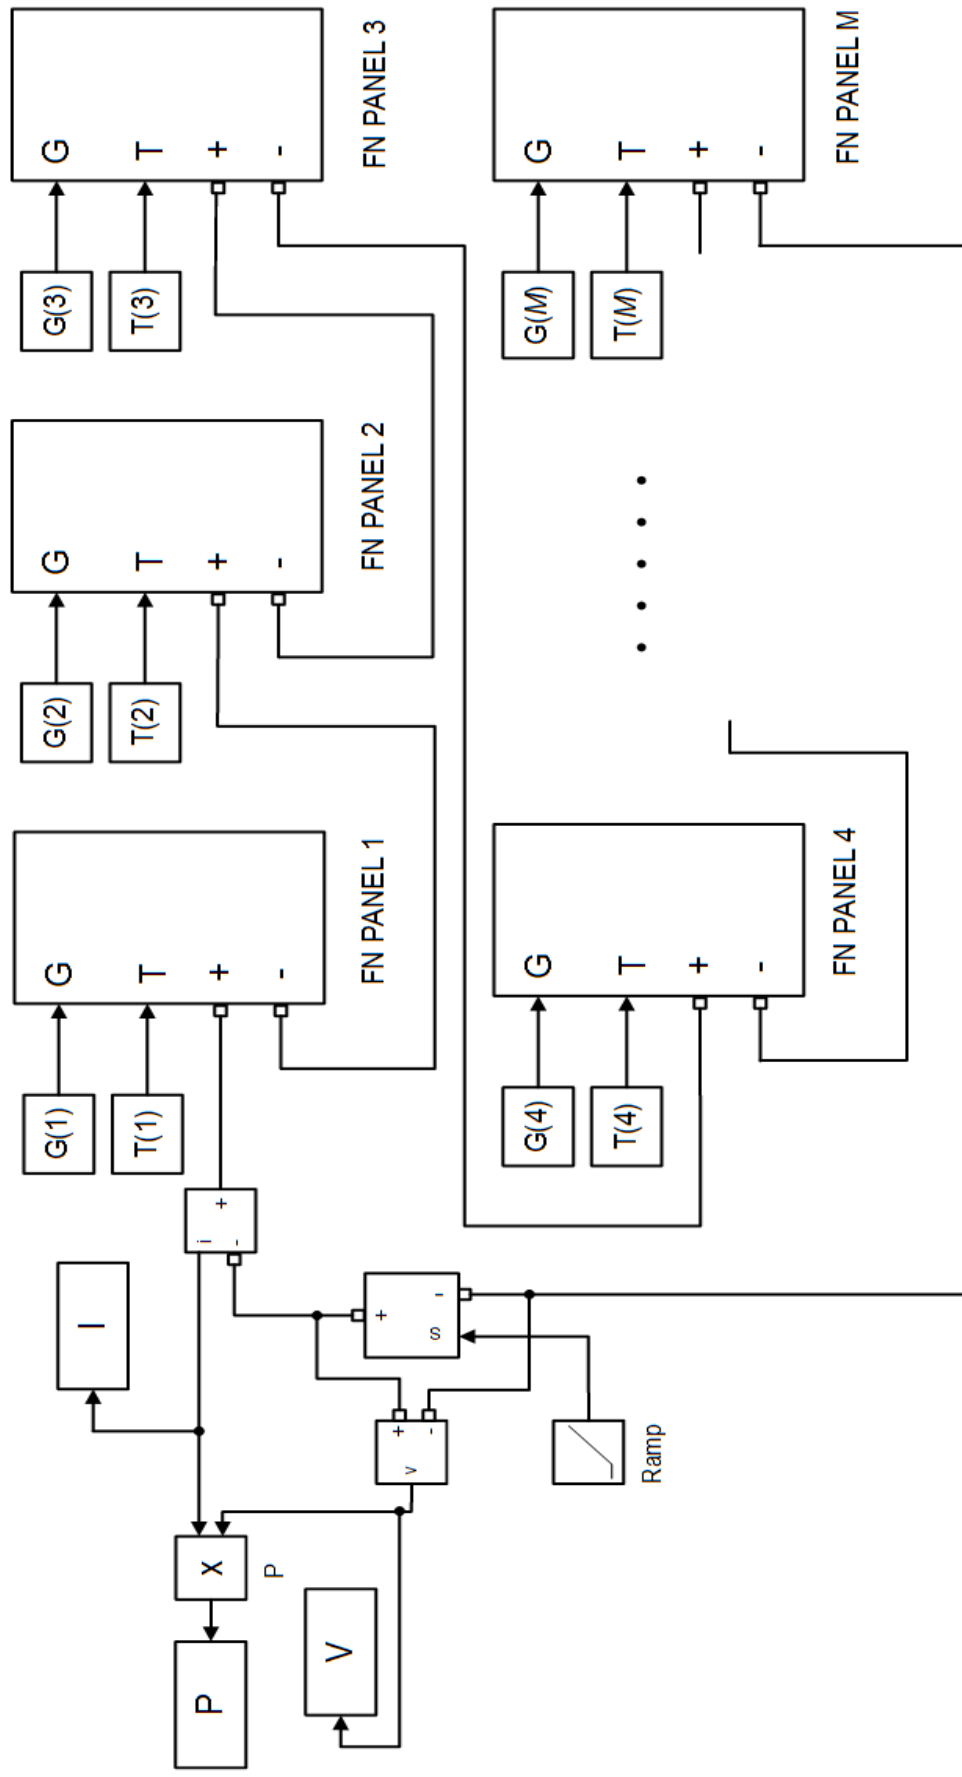 P
X
P
I
V
i
+
-
v
+
-
+
-
S
Ramp
G(1)
T(1)
G
T
+
-
FN PANEL 1
G(2)
T(2)
G
T
+
-
FN PANEL 2
G(3)
T(3)
G
T
+
-
FN PANEL 3
G(4)
T(4)
G
T
+
-
FN PANEL 4
.....
G(M)
T(M)
G
T
+
-
FN PANEL M